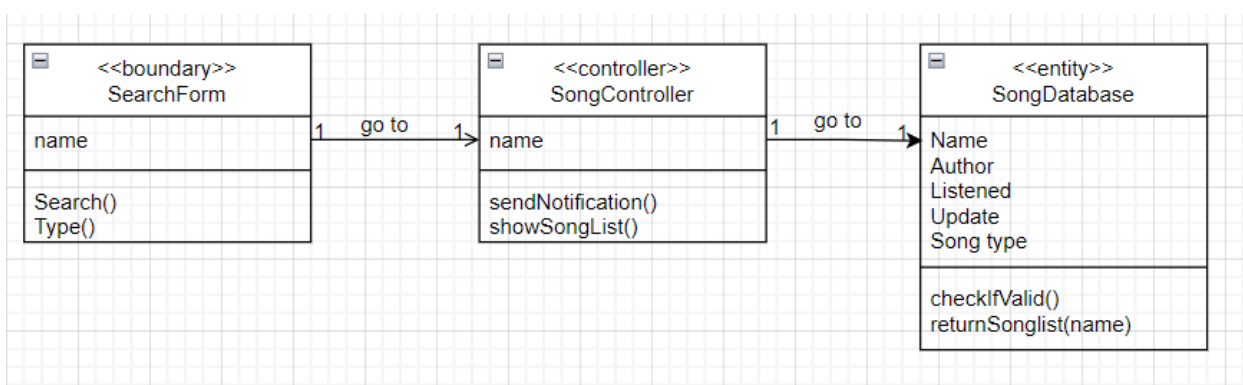 <<boundary>>
SearchForm
name
Search()
Type()
1
go to
1
<<controller>>
SongController
name
sendNotification()
showSongList()
1
go to
1
<<entity>>
SongDatabase
Name
Author
Listened
Update
Song type
checkIfValid()
returnSonglist(name)